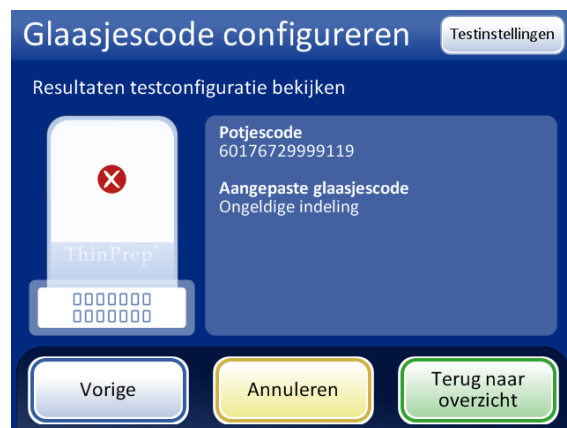 Glaasjescode configureren
Testinstellingen
Resultaten testconfiguratie bekijken
Potjescode
60176729999119
Aangepaste glaasjescode
Ongeldige indeling
ThinPrep®
▯▯▯▯▯▯▯
▯▯▯▯▯▯▯
Vorige
Annuleren
Terug naar
overzicht